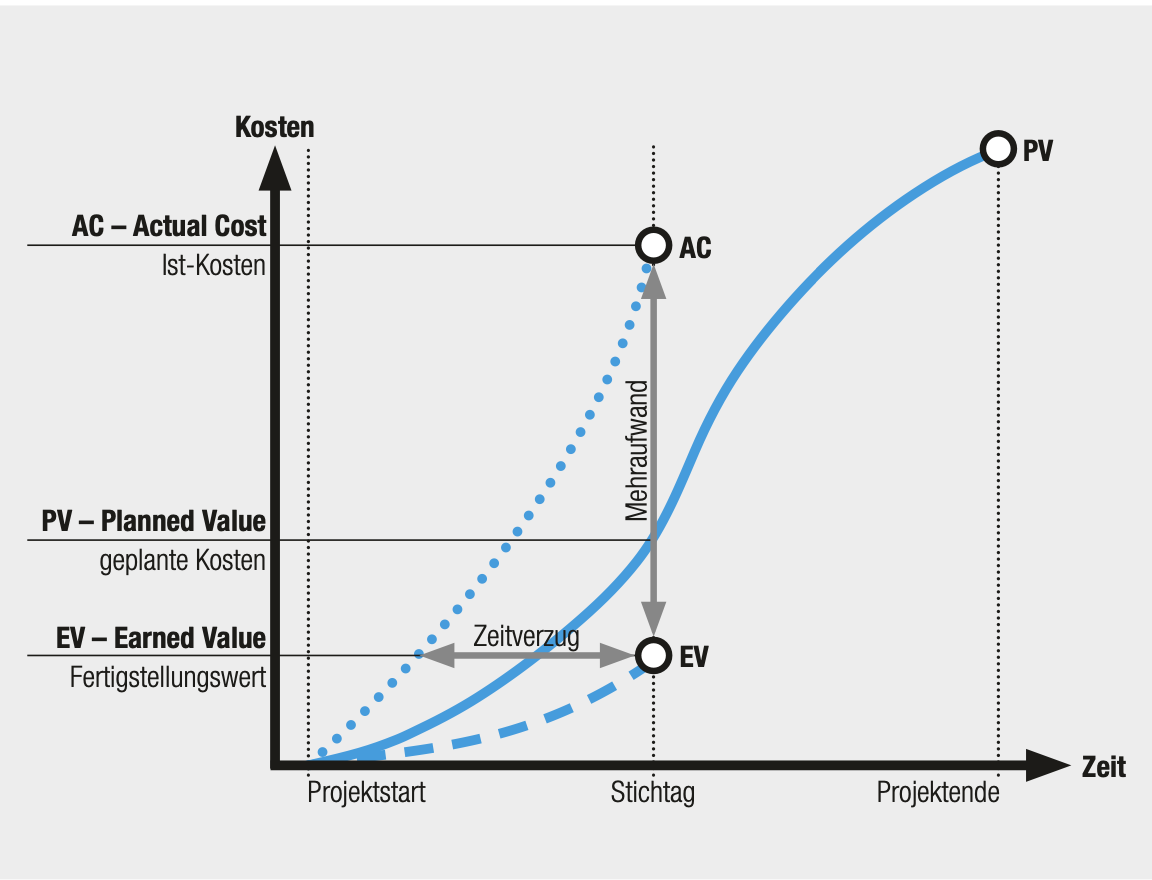 Kosten
PV
AC – Actual Cost
Ist-Kosten
AC
Mehraufwand
PV – Planned Value
geplante Kosten
EV – Earned Value
Fertigstellungswert
Zeitverzug
EV
Zeit
Projektstart
Stichtag
Projektende